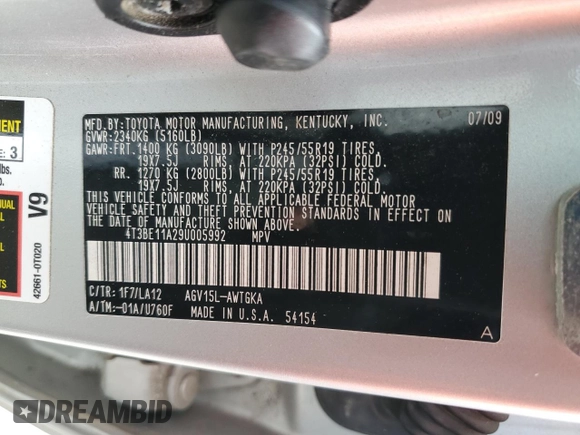 MFD.BY:TOYOTA MOTOR MANUFACTURING, KENTUCKY, INC. 07/09
GVWR:2340KG (5160LB)
GAWR:FRT.1400 KG (3090LB) WITH P245/55R19 TIRES,
19X7.5J RIMS, AT 220KPA (32PSI) COLD.
RR. 1270 KG (2800LB) WITH P245/55R19 TIRES,
19X7.5J RIMS, AT 220KPA (32PSI) COLD.
THIS VEHICLE CONFORMS TO ALL APPLICABLE FEDERAL MOTOR
VEHICLE SAFETY AND THEFT PREVENTION STANDARDS IN EFFECT
ON THE DATE OF MANUFACTURE SHOWN ABOVE.
4T3BE11A29U005992 MPV
C/TR: 1F7/LA12 AGV15L-AWTGKA
A/TM:-01A/U760F MADE IN U.S.A. 54154
A
3
V9
42661-0T020
DREAMBID